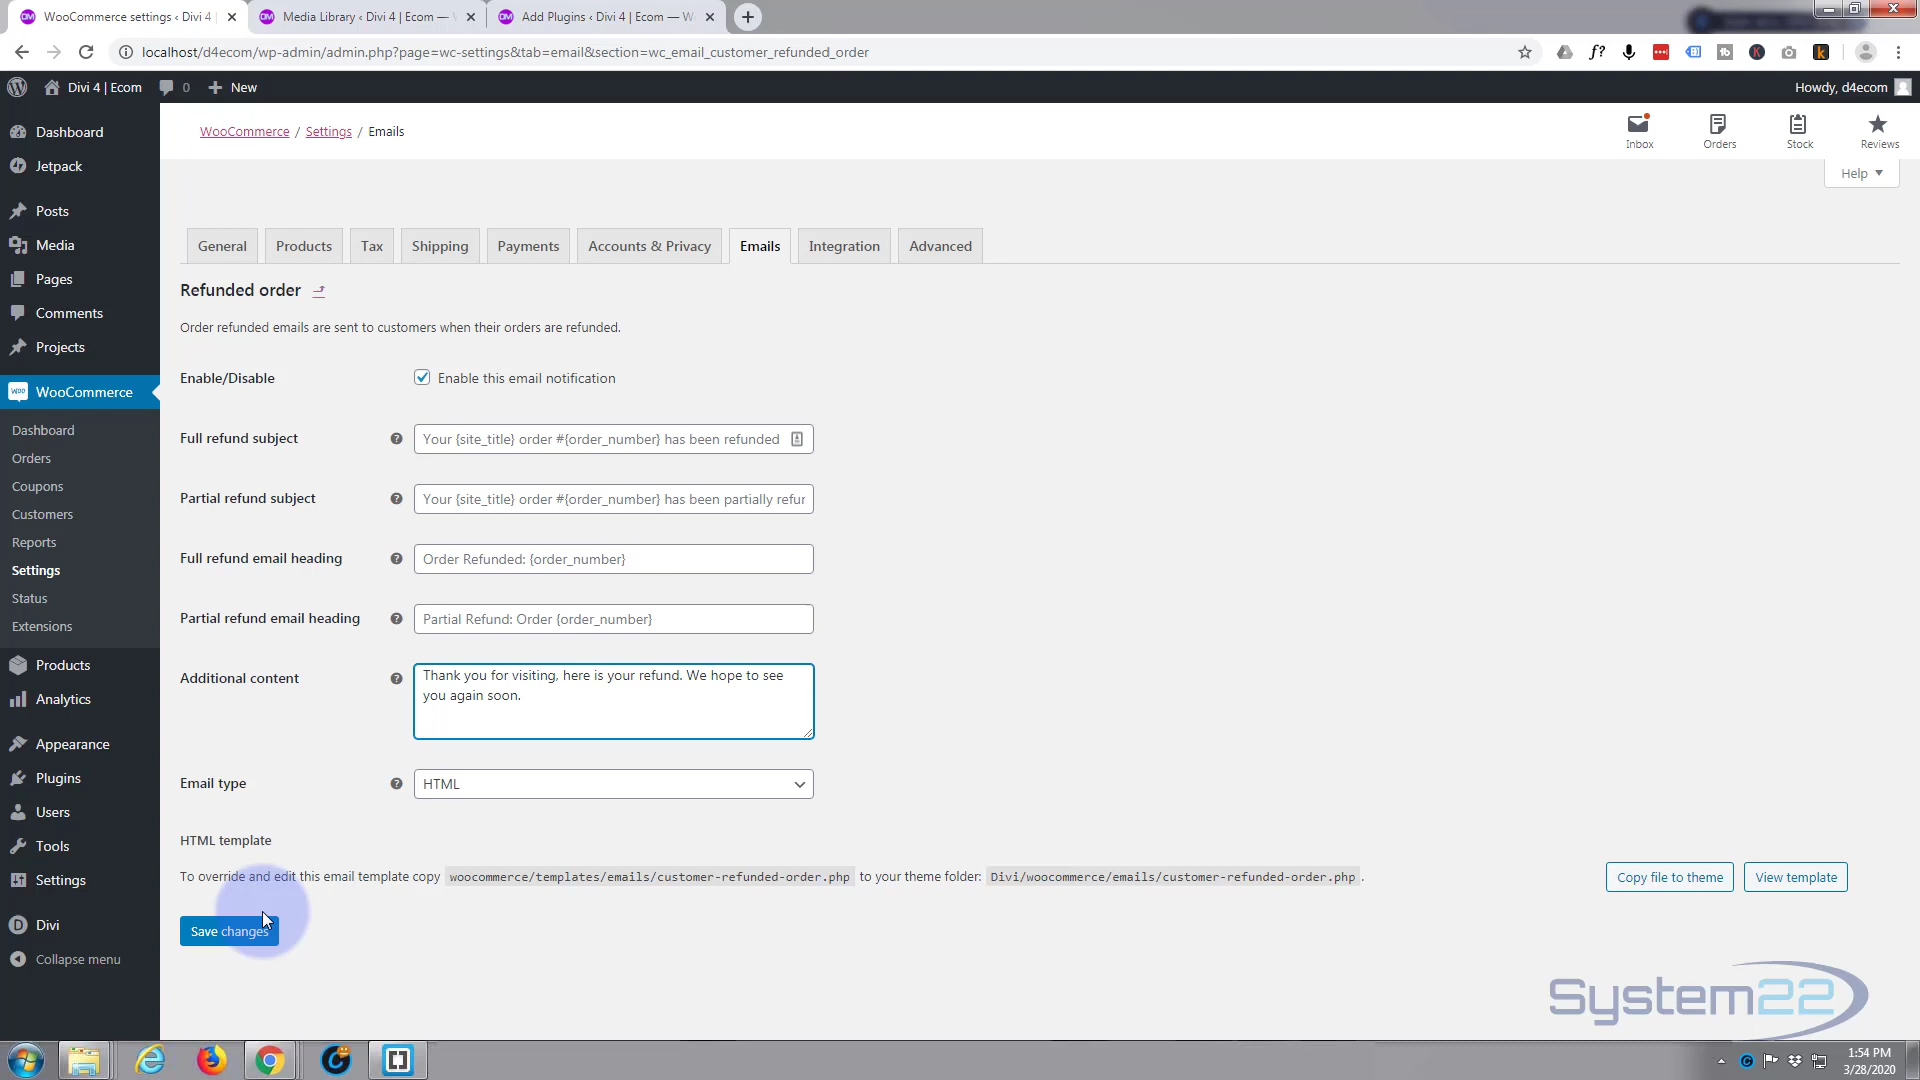 WooCommerce settings ‹ Divi 4 |
Media Library ‹ Divi 4 | Ecom —
Add Plugins ‹ Divi 4 | Ecom — W
localhost/d4ecom/wp-admin/admin.php?page=wc-settings&tab=email&section=wc_email_customer_refunded_order
Divi 4 | Ecom
0
New
Howdy, d4ecom
Dashboard
Jetpack
Posts
Media
Pages
Comments
Projects
WooCommerce
Dashboard
Orders
Coupons
Customers
Reports
Settings
Status
Extensions
Products
Analytics
Appearance
Plugins
Users
Tools
Settings
Divi
Collapse menu
WooCommerce / Settings / Emails
Inbox
Orders
Stock
Reviews
Help
General
Products
Tax
Shipping
Payments
Accounts & Privacy
Emails
Integration
Advanced
Refunded order
Order refunded emails are sent to customers when their orders are refunded.
Enable/Disable
Enable this email notification
Full refund subject
Your {site_title} order #{order_number} has been refunded
Partial refund subject
Your {site_title} order #{order_number} has been partially refur
Full refund email heading
Order Refunded: {order_number}
Partial refund email heading
Partial Refund: Order {order_number}
Additional content
Thank you for visiting, here is your refund. We hope to see
you again soon.
Email type
HTML
HTML template
To override and edit this email template copy woocommerce/templates/emails/customer-refunded-order.php to your theme folder: Divi/woocommerce/emails/customer-refunded-order.php .
Copy file to theme
View template
Save changes
System22
1:54 PM
3/28/2020